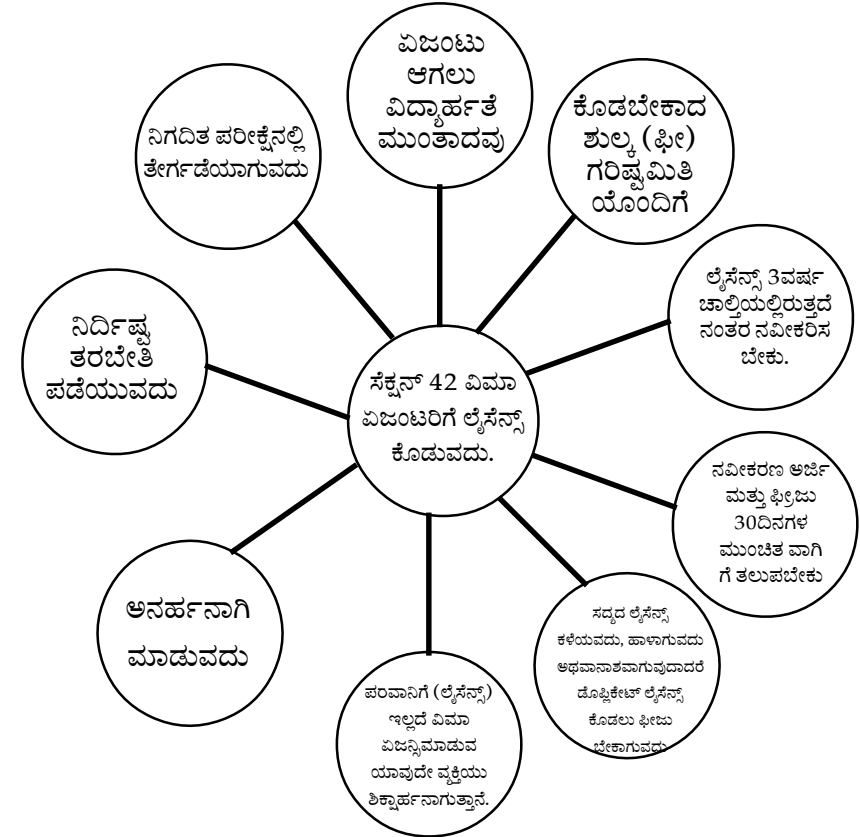 ಏಜಂಟು
ಆಗಲು
ವಿದ್ಯಾರ್ಹತೆ
ಮುಂತಾದವು
ಕೊಡಬೇಕಾದ
ಶುಲ್ಕ (ಫೀ)
ಗರಿಷ್ಟಮಿತಿ
ಯೊಂದಿಗೆ
ಲೈಸೆನ್ಸ್ 3ವರ್ಷ
ಚಾಲ್ತಿಯಲ್ಲಿರುತ್ತದೆ
ನಂತರ ನವೀಕರಿಸ
ಬೇಕು.
ನವೀಕರಣ ಅರ್ಜಿ
ಮತ್ತು ಫ್ರೀಜು
30ದಿನಗಳ
ಮುಂಚಿತ ವಾಗಿ
ಗೆ ತಲುಪಬೇಕು
ಸದ್ಯದ ಲೈಸೆನ್ಸ್
ಕಳೆಯವದು, ಹಾಳಾಗುವದು
ಅಥವಾನಾಶವಾಗುವುದಾದರೆ
ಡೊಪ್ಲಿಕೇಟ್ ಲೈಸೆನ್ಸ್
ಕೊಡಲು ಫೀಜು
ಬೇಕಾಗುವದು
ಪರವಾನಿಗೆ (ಲೈಸೆನ್ಸ್)
ಇಲ್ಲದೆ ವಿಮಾ
ಏಜನ್ಸಿಮಾಡುವ
ಯಾವುದೇ ವ್ಯಕ್ತಿಯು
ಶಿಕ್ಷಾರ್ಹನಾಗುತ್ತಾನೆ.
ಅನರ್ಹನಾಗಿ
ಮಾಡುವದು
ನಿರ್ದಿಷ್ಟ
ತರಬೇತಿ
ಪಡೆಯುವದು
ನಿಗದಿತ ಪರೀಕ್ಷೆನಲ್ಲಿ
ತೇರ್ಗಡೆಯಾಗುವದು
ಸೆಕ್ಷನ್ 42 ವಿಮಾ
ಏಜಂಟರಿಗೆ ಲೈಸೆನ್ಸ್
ಕೊಡುವದು.